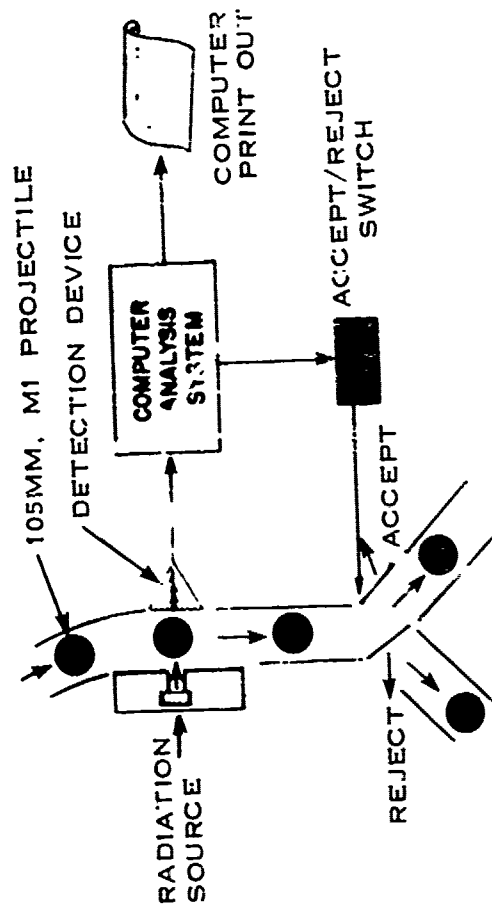 105MM, M1 PROJECTILE
DETECTION DEVICE
RADIATION
SOURCE
COMPUTER
ANALYSIS
SYSTEM
COMPUTER
PRINT OUT
ACCEPT/REJECT
SWITCH
REJECT
ACCEPT